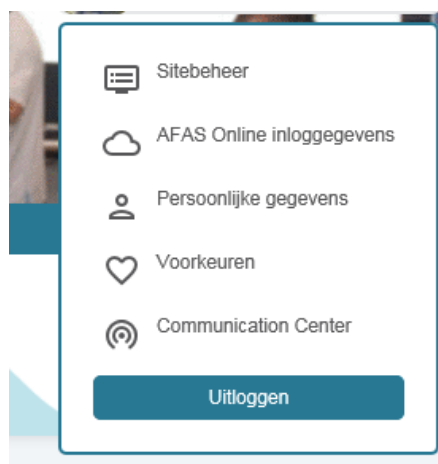 Sitebeheer
AFAS Online inloggegevens
Persoonlijke gegevens
Voorkeuren
Communication Center
Uitloggen